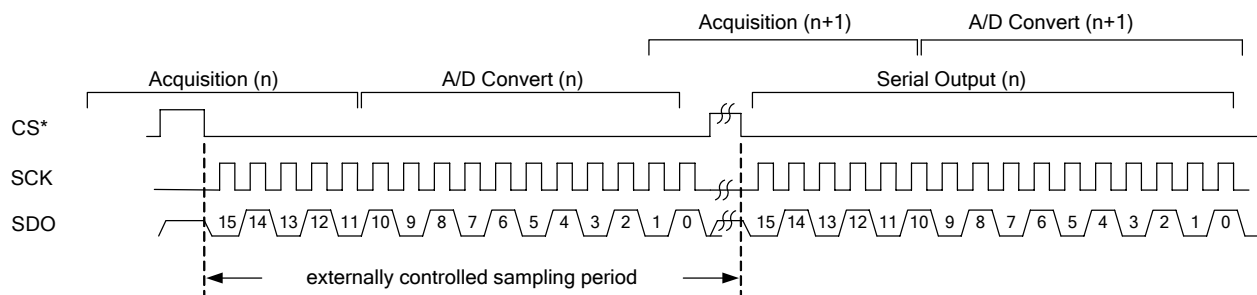 Acquisition (n+1) A/D Convert (n+1)
Acquisition (n) A/D Convert (n) Serial Output (n)
CS*
SCK
SDO 15 14 13 12 11 10 9 8 7 6 5 4 3 2 1 0 15 14 13 12 11 10 9 8 7 6 5 4 3 2 1 0
externally controlled sampling period